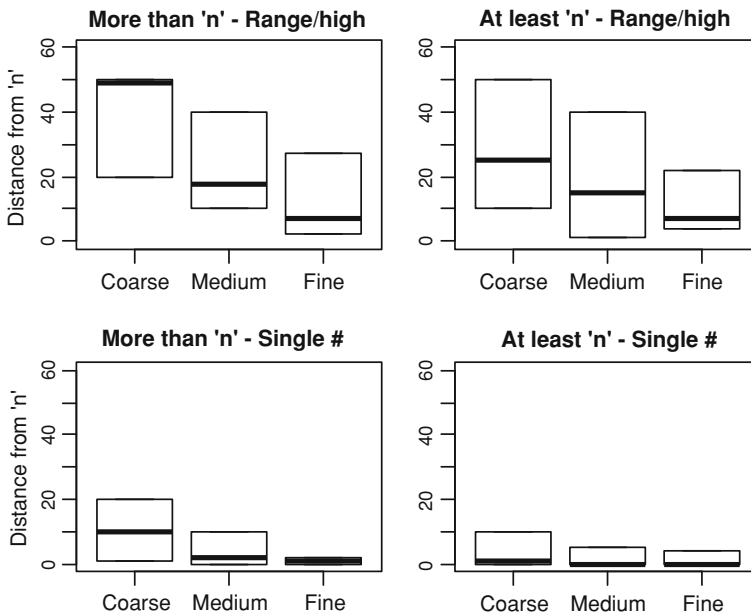 More than 'n' - Range/high
At least 'n' - Range/high
Distance from 'n'
60
40
20
0
60
40
20
0
Coarse Medium Fine
Coarse Medium Fine
More than 'n' - Single #
At least 'n' - Single #
Distance from 'n'
60
40
20
0
60
40
20
0
Coarse Medium Fine
Coarse Medium Fine